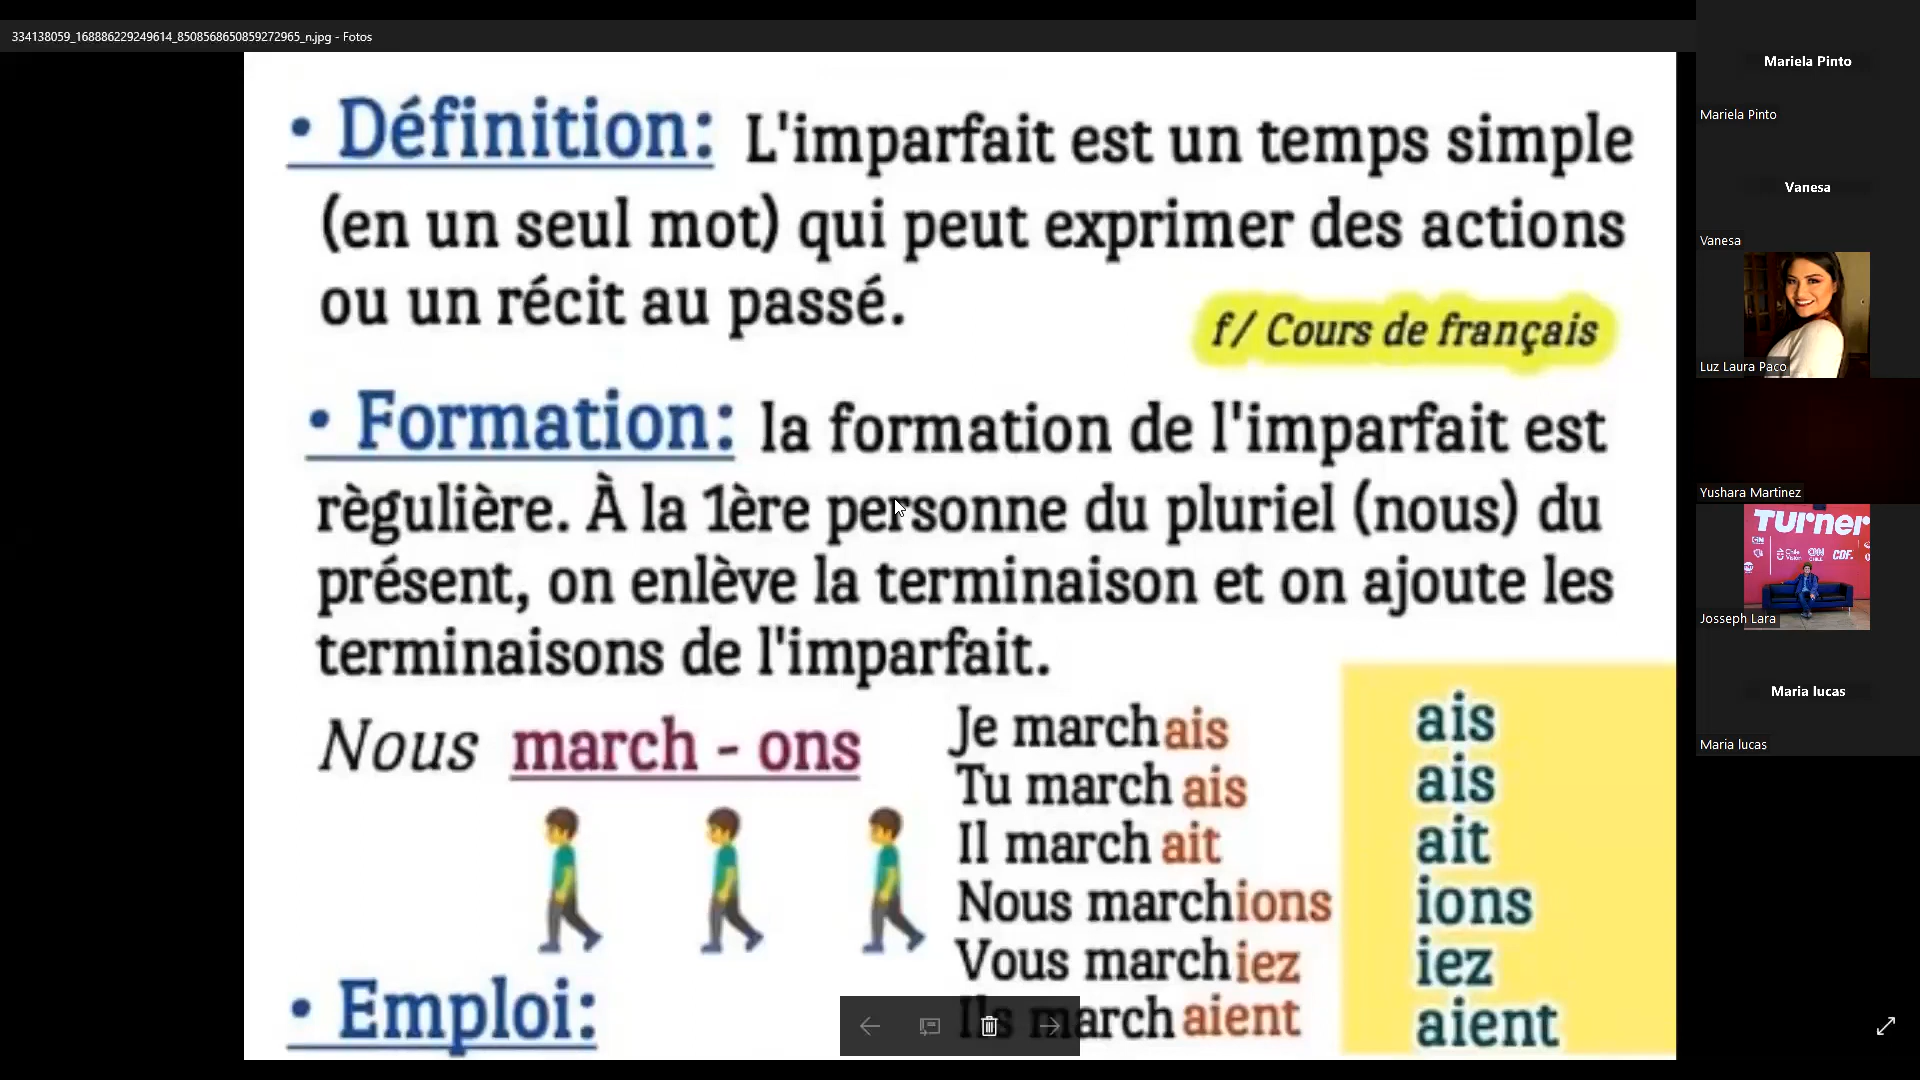 334138059_168886229249614_8508568650859272965_n.jpg - Fotos
• Définition: L'imparfait est un temps simple
(en un seul mot) qui peut exprimer des actions
ou un récit au passé.
f/ Cours de français
• Formation: la formation de l'imparfait est
règulière. À la 1ère personne du pluriel (nous) du
présent, on enlève la terminaison et on ajoute les
terminaisons de l'imparfait.
Nous march - ons
Je marchais
Tu march ais
Il march ait
Nous marchions
Vous marchiez
Ils march aient
ais
ais
ait
ions
iez
aient
• Emploi:
Mariela Pinto
Mariela Pinto
Vanesa
Vanesa
Luz Laura Paco
Yushara Martinez
Turner
CDF.
Josseph Lara
Maria lucas
Maria lucas